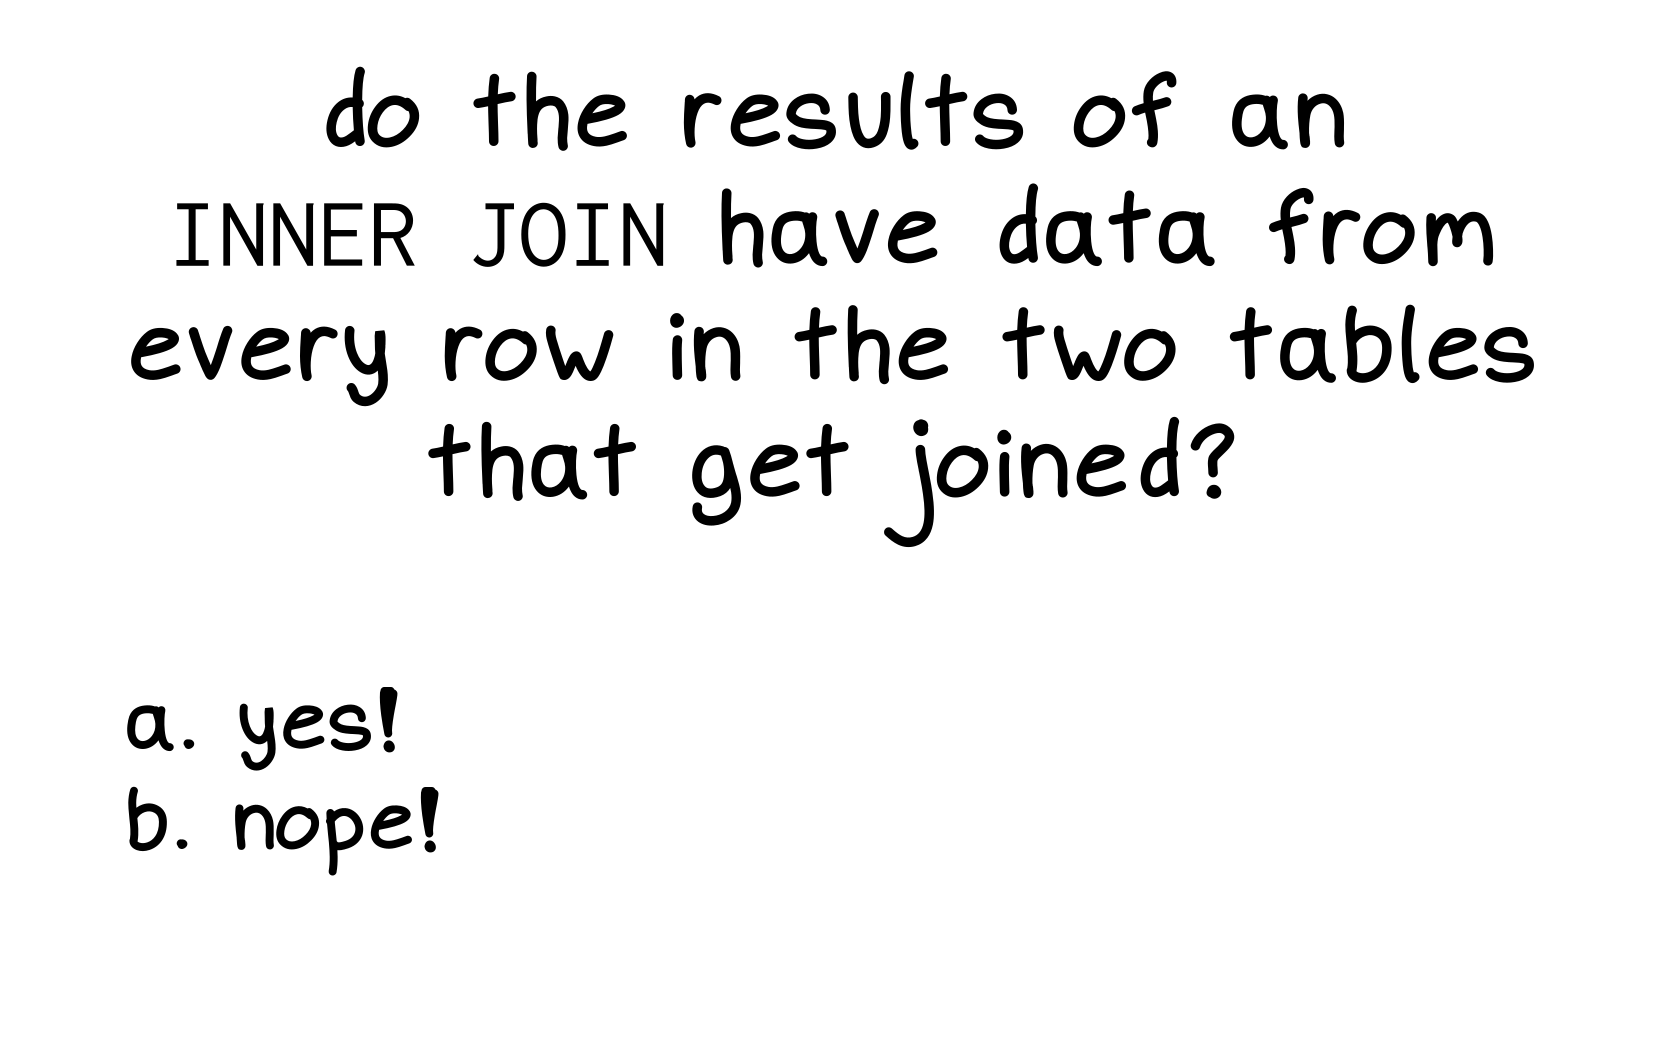 do the results of an
INNER JOIN have data from
every row in the two tables
that get joined?
a. yes!
b. nope!